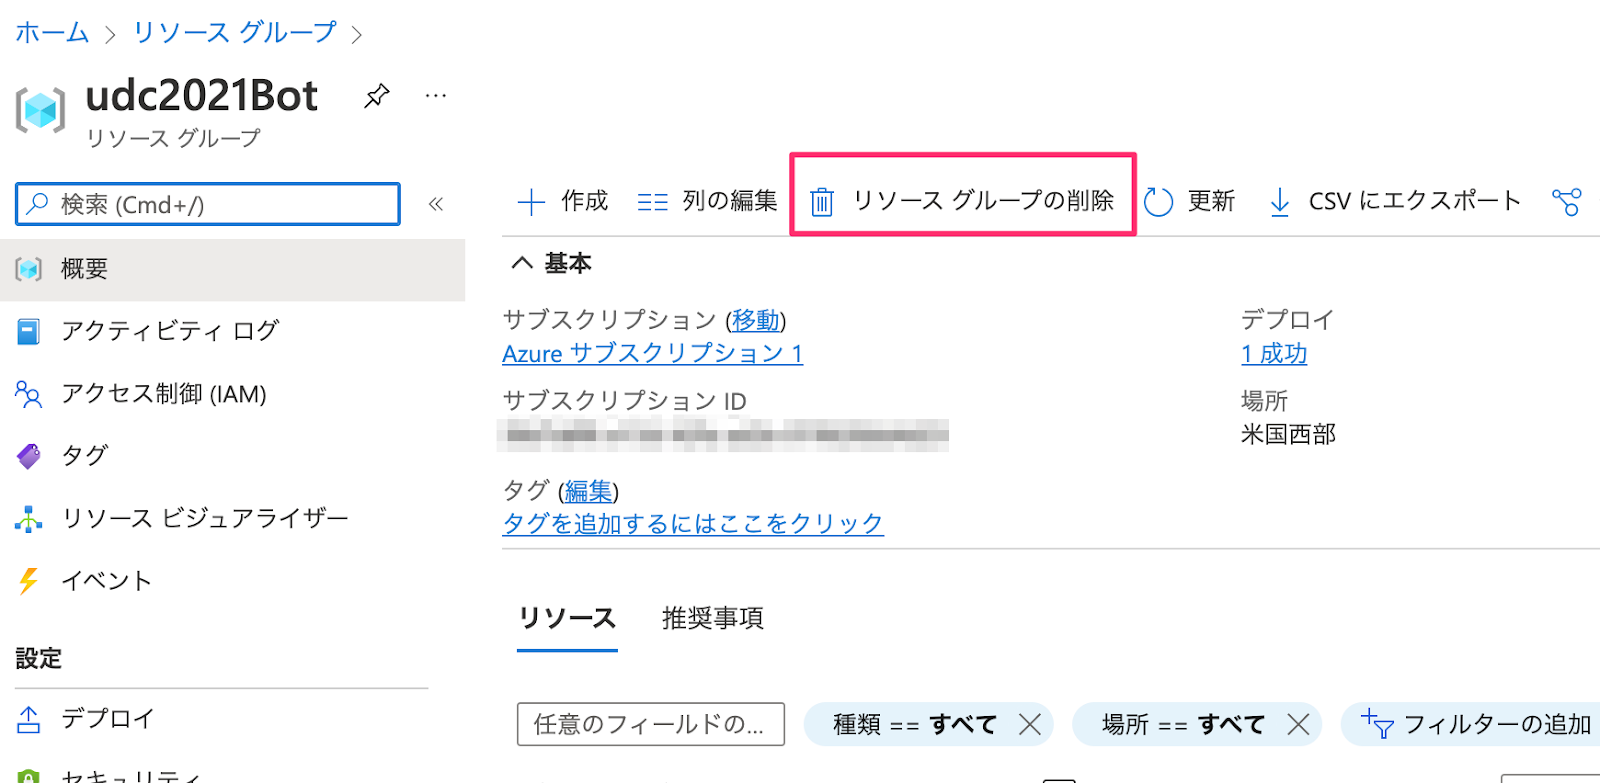 ホーム > リソース グループ >
udc2021Bot
リソース グループ
検索 (Cmd+/)
«
概要
アクティビティ ログ
アクセス制御 (IAM)
タグ
リソース ビジュアライザー
イベント
設定
デプロイ
セキュリティ
作成 列の編集 リソース グループの削除 更新 CSV にエクスポート
基本
サブスクリプション (移動)
Azure サブスクリプション 1
サブスクリプション ID
タグ (編集)
タグを追加するにはここをクリック
デプロイ
1 成功
場所
米国西部
リソース 推奨事項
任意のフィールドの... 種類 == すべて 場所 == すべて フィルターの追加